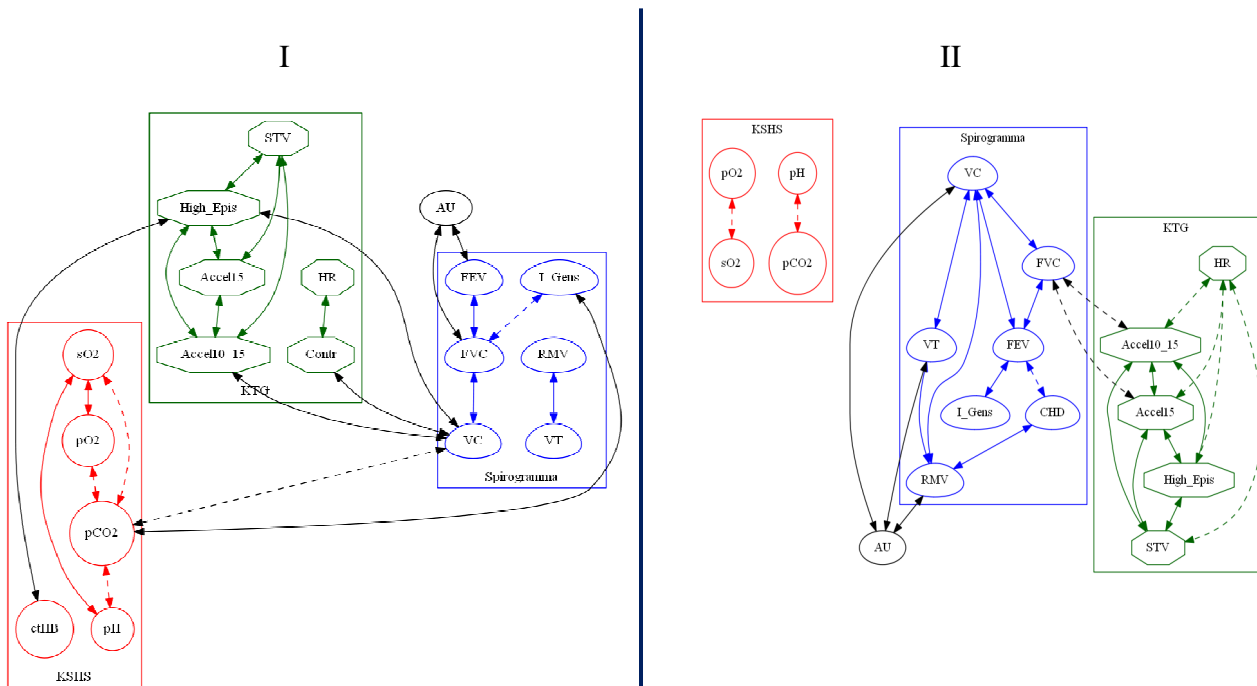 I
STV
High_Epis
Accel15
HR
Accel10_15
Contr
KTG
AU
FEV
I_Gens
FVC
RMV
VC
VT
Spirogramma
sO2
pO2
pCO2
ctHB
pH
KSHS
II
KSHS
pO2
pH
sO2
pCO2
Spirogramma
VC
FVC
VT
FEV
I_Gens
CHD
RMV
AU
KTG
HR
Accel10_15
Accel15
High_Epis
STV